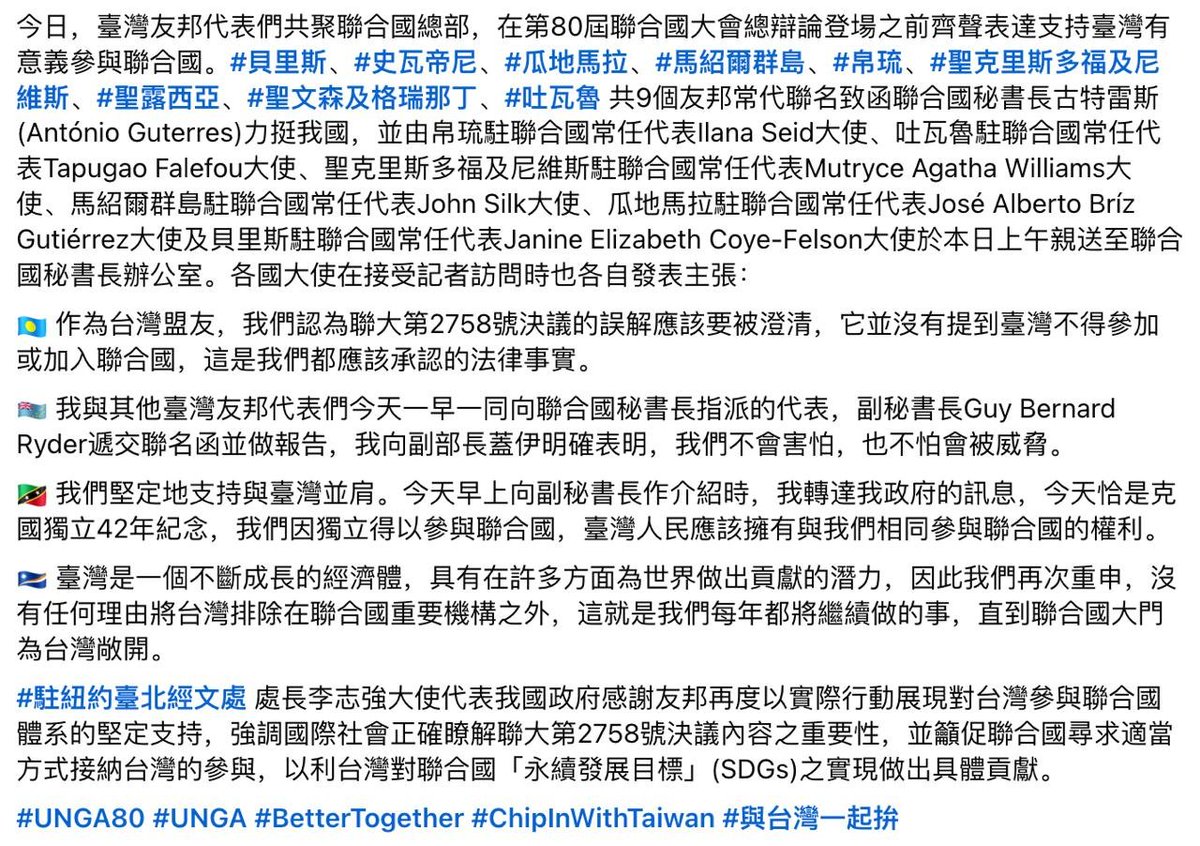 今日，臺灣友邦代表們共聚聯合國總部，在第80屆聯合國大會總辯論登場之前齊聲表達支持臺灣有
意義參與聯合國。#貝里斯、#史瓦帝尼、#瓜地馬拉、#馬紹爾群島、#帛琉、#聖克里斯多福及尼
維斯、#聖露西亞、#聖文森及格瑞那丁、#吐瓦魯 共9個友邦常代聯名致函聯合國秘書長古特雷斯
(António Guterres)力挺我國，並由帛琉駐聯合國常任代表Ilana Seid大使、吐瓦魯駐聯合國常任代
表Tapugao Falefou大使、聖克里斯多福及尼維斯駐聯合國常任代表Mutryce Agatha Williams大
使、馬紹爾群島駐聯合國常任代表John Silk大使、瓜地馬拉駐聯合國常任代表José Alberto Bríz
Gutiérrez大使及貝里斯駐聯合國常任代表Janine Elizabeth Coye-Felson大使於本日上午親送至聯合
國秘書長辦公室。各國大使在接受記者訪問時也各自發表主張：
🇵🇼 作為台灣盟友，我們認為聯大第2758號決議的誤解應該要被澄清，它並沒有提到臺灣不得參加
或加入聯合國，這是我們都應該承認的法律事實。
🇹🇻 我與其他臺灣友邦代表們今天一早一同向聯合國秘書長指派的代表，副秘書長Guy Bernard
Ryder遞交聯名函並做報告，我向副部長蓋伊明確表明，我們不會害怕，也不怕會被威脅。
🇰🇳 我們堅定地支持與臺灣並肩。今天早上向副秘書長作介紹時，我轉達我政府的訊息，今天恰是克
國獨立42年紀念，我們因獨立得以參與聯合國，臺灣人民應該擁有與我們相同參與聯合國的權利。
🇲🇭 臺灣是一個不斷成長的經濟體，具有在許多方面為世界做出貢獻的潛力，因此我們再次重申，沒
有任何理由將台灣排除在聯合國重要機構之外，這就是我們每年都將繼續做的事，直到聯合國大門
為台灣敞開。
#駐紐約臺北經文處 處長李志強大使代表我國政府感謝友邦再度以實際行動展現對台灣參與聯合國
體系的堅定支持，強調國際社會正確瞭解聯大第2758號決議內容之重要性，並籲促聯合國尋求適當
方式接納台灣的參與，以利台灣對聯合國「永續發展目標」(SDGs)之實現做出具體貢獻。
#UNGA80 #UNGA #BetterTogether #ChipInWithTaiwan #與台灣一起拚